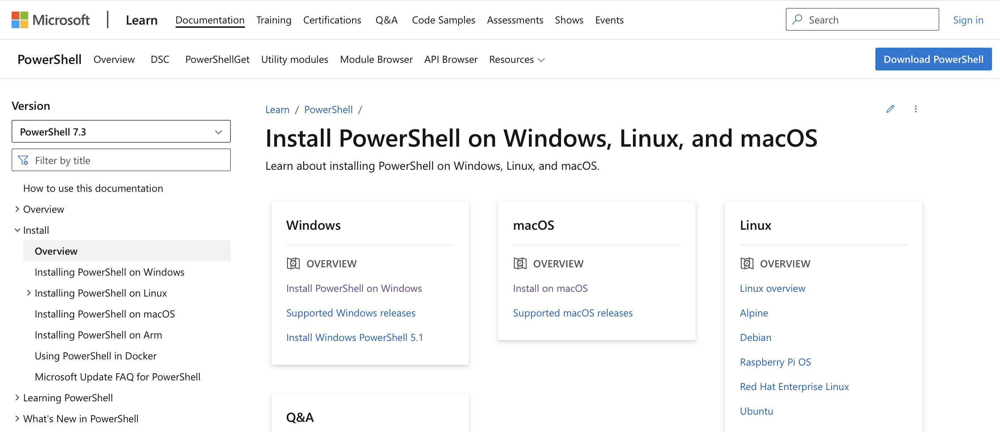 Microsoft Learn Documentation Training Certifications Q&A Code Samples Assessments Shows Events Search Sign in
PowerShell Overview DSC PowerShellGet Utility modules Module Browser API Browser Resources Download PowerShell
Version
PowerShell 7.3
Filter by title
How to use this documentation
Overview
Install
Overview
Installing PowerShell on Windows
Installing PowerShell on Linux
Installing PowerShell on macOS
Installing PowerShell on Arm
Using PowerShell in Docker
Microsoft Update FAQ for PowerShell
Learning PowerShell
What's New in PowerShell
Learn / PowerShell /
Install PowerShell on Windows, Linux, and macOS
Learn about installing PowerShell on Windows, Linux, and macOS.
Windows
OVERVIEW
Install PowerShell on Windows
Supported Windows releases
Install Windows PowerShell 5.1
macOS
OVERVIEW
Install on macOS
Supported macOS releases
Linux
OVERVIEW
Linux overview
Alpine
Debian
Raspberry Pi OS
Red Hat Enterprise Linux
Ubuntu
Q&A